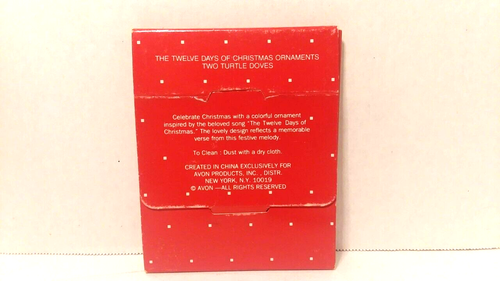 THE TWELVE DAYS OF CHRISTMAS ORNAMENTS
TWO TURTLE DOVES
Celebrate Christmas with a colorful ornament
inspired by the beloved song "The Twelve Days of
Christmas." The lovely design reflects a memorable
verse from this festive melody.
To Clean : Dust with a dry cloth.
CREATED IN CHINA EXCLUSIVELY FOR
AVON PRODUCTS, INC. , DISTR.
NEW YORK, N.Y. 10019
© AVON —ALL RIGHTS RESERVED